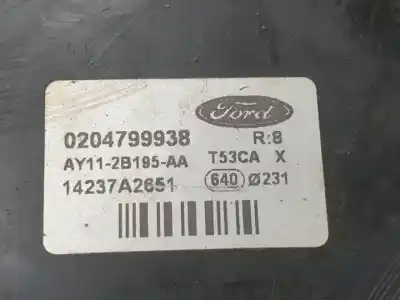 Ford
0204799938 R:8
AY11-2B195-AA T53CA X
14237A2651 640 Ø231